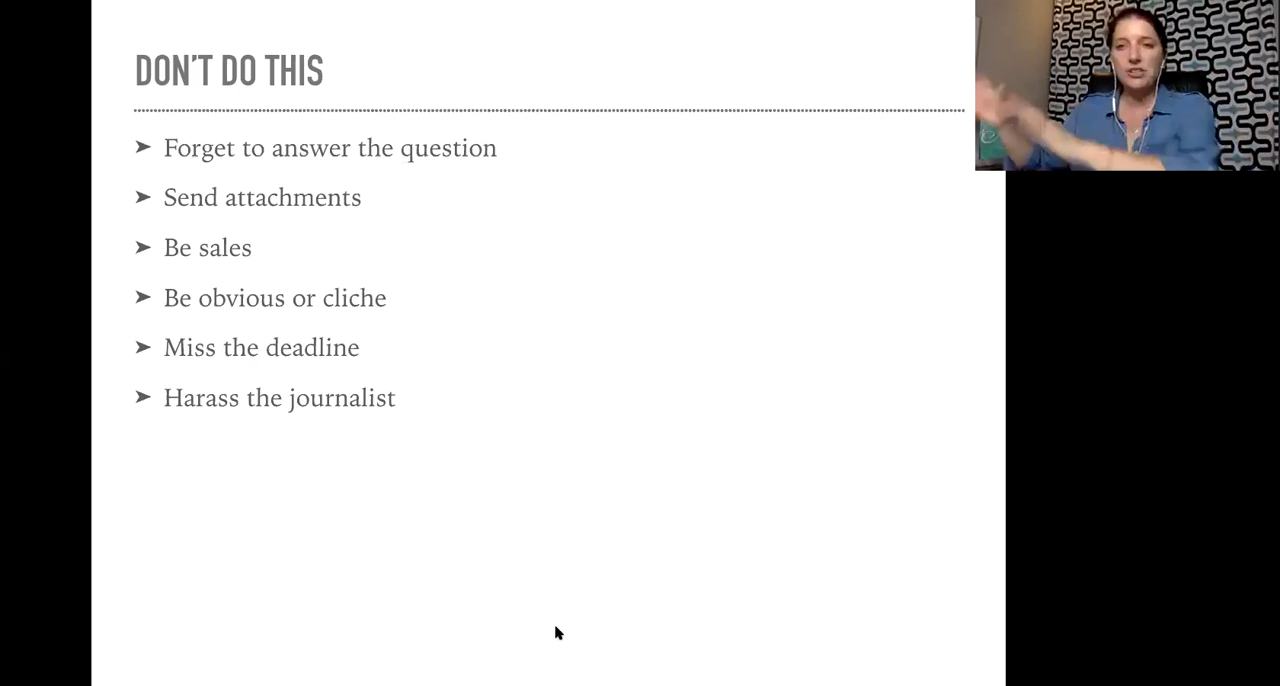 DON'T DO THIS
➤ Forget to answer the question
➤ Send attachments
➤ Be sales
➤ Be obvious or cliche
➤ Miss the deadline
➤ Harass the journalist